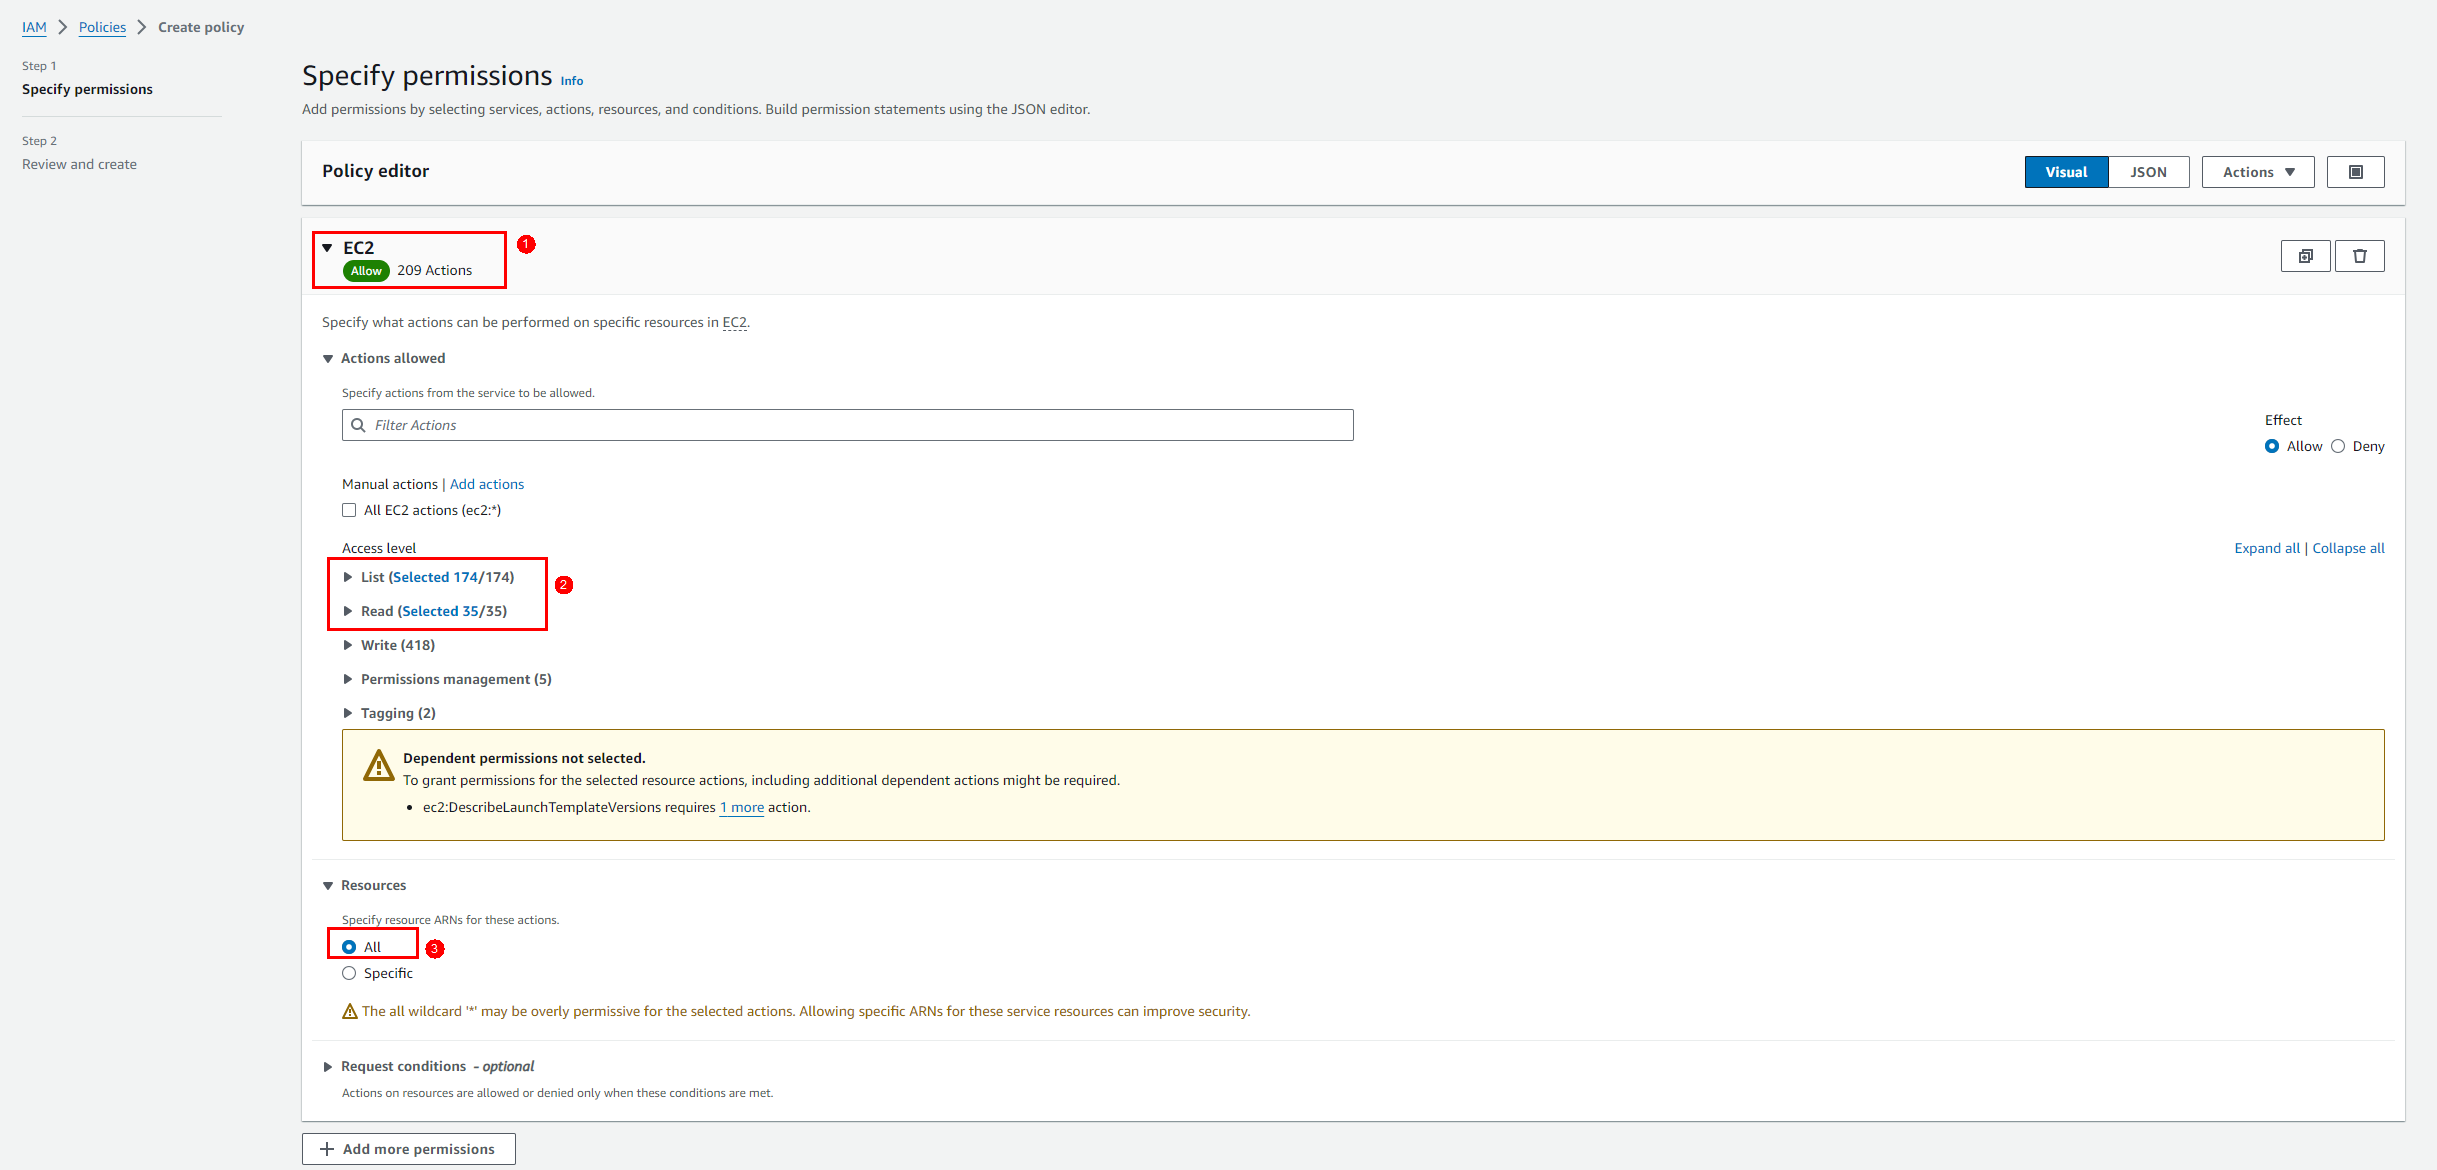 IAM > Policies > Create policy
Step 1
Specify permissions
Step 2
Review and create
Specify permissions Info
Add permissions by selecting services, actions, resources, and conditions. Build permission statements using the JSON editor.
Policy editor
Visual JSON Actions
EC2
Allow 209 Actions
1
Specify what actions can be performed on specific resources in EC2.
Actions allowed
Specify actions from the service to be allowed.
Filter Actions
Effect
Allow Deny
Manual actions | Add actions
All EC2 actions (ec2:*)
Access level
Expand all | Collapse all
List (Selected 174/174)
2
Read (Selected 35/35)
Write (418)
Permissions management (5)
Tagging (2)
Dependent permissions not selected.
To grant permissions for the selected resource actions, including additional dependent actions might be required.
• ec2:DescribeLaunchTemplateVersions requires 1 more action.
Resources
Specify resource ARNs for these actions.
All
3
Specific
The all wildcard '*' may be overly permissive for the selected actions. Allowing specific ARNs for these service resources can improve security.
Request conditions - optional
Actions on resources are allowed or denied only when these conditions are met.
+ Add more permissions